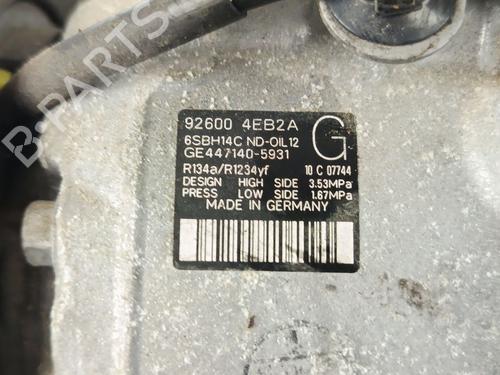 B-PARTS
92600 4EB2A G
6SBH14C ND-OIL12
GE447140-5931
R134a/R1234yf 10 C 07744
DESIGN HIGH SIDE 3.53MPa
PRESS LOW SIDE 1.67MPa
MADE IN GERMANY